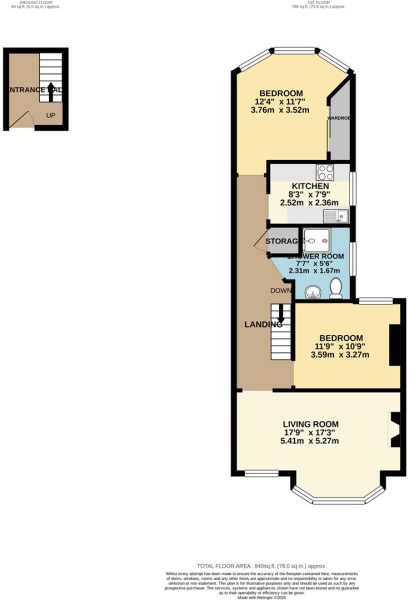 GROUND FLOOR
54 sq.ft. (5.0 sq.m.) approx.
1ST FLOOR
786 sq.ft. (73.0 sq.m.) approx.
BEDROOM
12'4" x 11'7"
3.76m x 3.52m
WARDROBE
ENTRANCE HALL
UP
KITCHEN
8'3" x 7'9"
2.52m x 2.36m
STORAGE
SHOWER ROOM
7'7" x 5'6"
2.31m x 1.67m
DOWN
LANDING
BEDROOM
11'9" x 10'9"
3.59m x 3.27m
LIVING ROOM
17'9" x 17'3"
5.41m x 5.27m
TOTAL FLOOR AREA : 840sq.ft. (78.0 sq.m.) approx.
Whilst every attempt has been made to ensure the accuracy of the floorplan contained here, measurements
of doors, windows, rooms and any other items are approximate and no responsibility is taken for any error,
omission or mis-statement. This plan is for illustrative purposes only and should be used as such by any
prospective purchaser. The services, systems and appliances shown have not been tested and no guarantee
as to their operability or efficiency can be given.
Made with Metropix ©2020